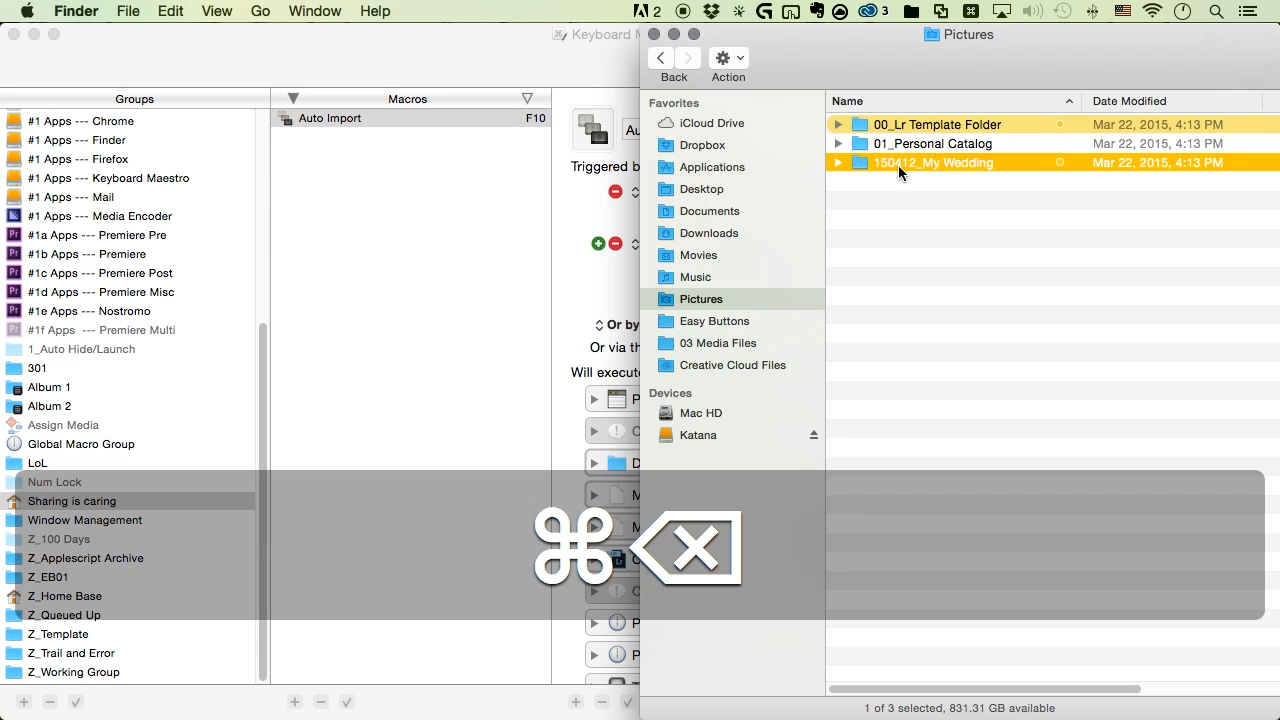 Finder File Edit View Go Window Help
2
3
Keyboard M
Pictures
Back
Action
Groups
Macros
#1 Apps --- Chrome
#1 Apps --- Finder
#1 Apps --- Firefox
#1 Apps --- Keyboard Maestro
#1 Apps --- Mail
#1 Apps --- Media Encoder
#1a Apps --- Premiere Pre
#1b Apps --- Premiere
#1c Apps --- Premiere Post
#1d Apps --- Premiere Misc
#1e Apps --- Nostromo
#1f Apps --- Premiere Multi
1_Auto Hide/Launch
301
Album 1
Album 2
Assign Media
Global Macro Group
LoL
Num Lock
Sharing is caring
Window Management
Z_100 Days
Z_Applescript Archive
Z_EB01
Z_Home Base
Z_Queued Up
Z_Template
Z_Trail and Error
Z_Working Group
Auto Import F10
Au
Triggered b
Or by
Or via th
Will execut
P
C
D
M
M
C
C
P
P
Favorites
iCloud Drive
Dropbox
Applications
Desktop
Documents
Downloads
Movies
Music
Pictures
Easy Buttons
03 Media Files
Creative Cloud Files
Devices
Mac HD
Katana
Name Date Modified
00_Lr Template Folder Mar 22, 2015, 4:13 PM
01_Personal Catalog Mar 22, 2015, 4:13 PM
150412_My Wedding Mar 22, 2015, 4:13 PM
1 of 3 selected, 831.31 GB available